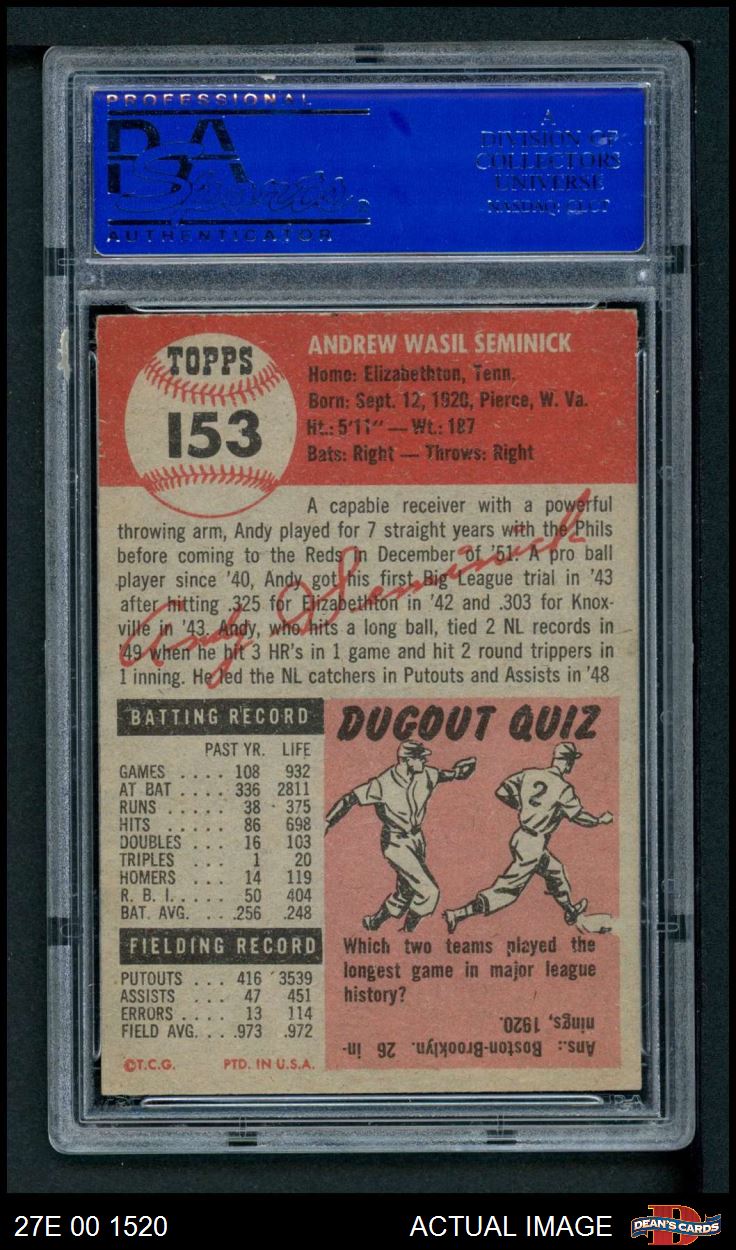 PROFESSIONAL
PSA
Sports
AUTHENTICATOR
A
DIVISION OF
COLLECTORS
UNIVERSE
NASDAQ: CLCT
TOPPS
153
ANDREW WASIL SEMINICK
Home: Elizabethton, Tenn.
Born: Sept. 12, 1920, Pierce, W. Va.
Ht.: 5'11" — Wt.: 187
Bats: Right — Throws: Right
A capable receiver with a powerful
throwing arm, Andy played for 7 straight years with the Phils
before coming to the Reds in December of '51. A pro ball
player since '40, Andy got his first Big League trial in '43
after hitting .325 for Elizabethton in '42 and .303 for Knox-
ville in '43. Andy, who hits a long ball, tied 2 NL records in
'49 when he hit 3 HR's in 1 game and hit 2 round trippers in
1 inning. He led the NL catchers in Putouts and Assists in '48
Andy Seminick
BATTING RECORD
PAST YR. LIFE
GAMES .... 108 932
AT BAT .... 336 2811
RUNS ..... 38 375
HITS ..... 86 698
DOUBLES .... 16 103
TRIPLES ... 1 20
HOMERS ... 14 119
R. B. I. .... 50 404
BAT. AVG. ... .256 .248
FIELDING RECORD
PUTOUTS ... 416 3539
ASSISTS ... 47 451
ERRORS .... 13 114
FIELD AVG. ... .973 .972
©T.C.G. PTD. IN U.S.A.
DUGOUT QUIZ
2
Which two teams played the
longest game in major league
history?
Ans.: Boston-Brooklyn. 26 in-
nings, 1920.
27E 00 1520
ACTUAL IMAGE
D
DEAN'S CARDS